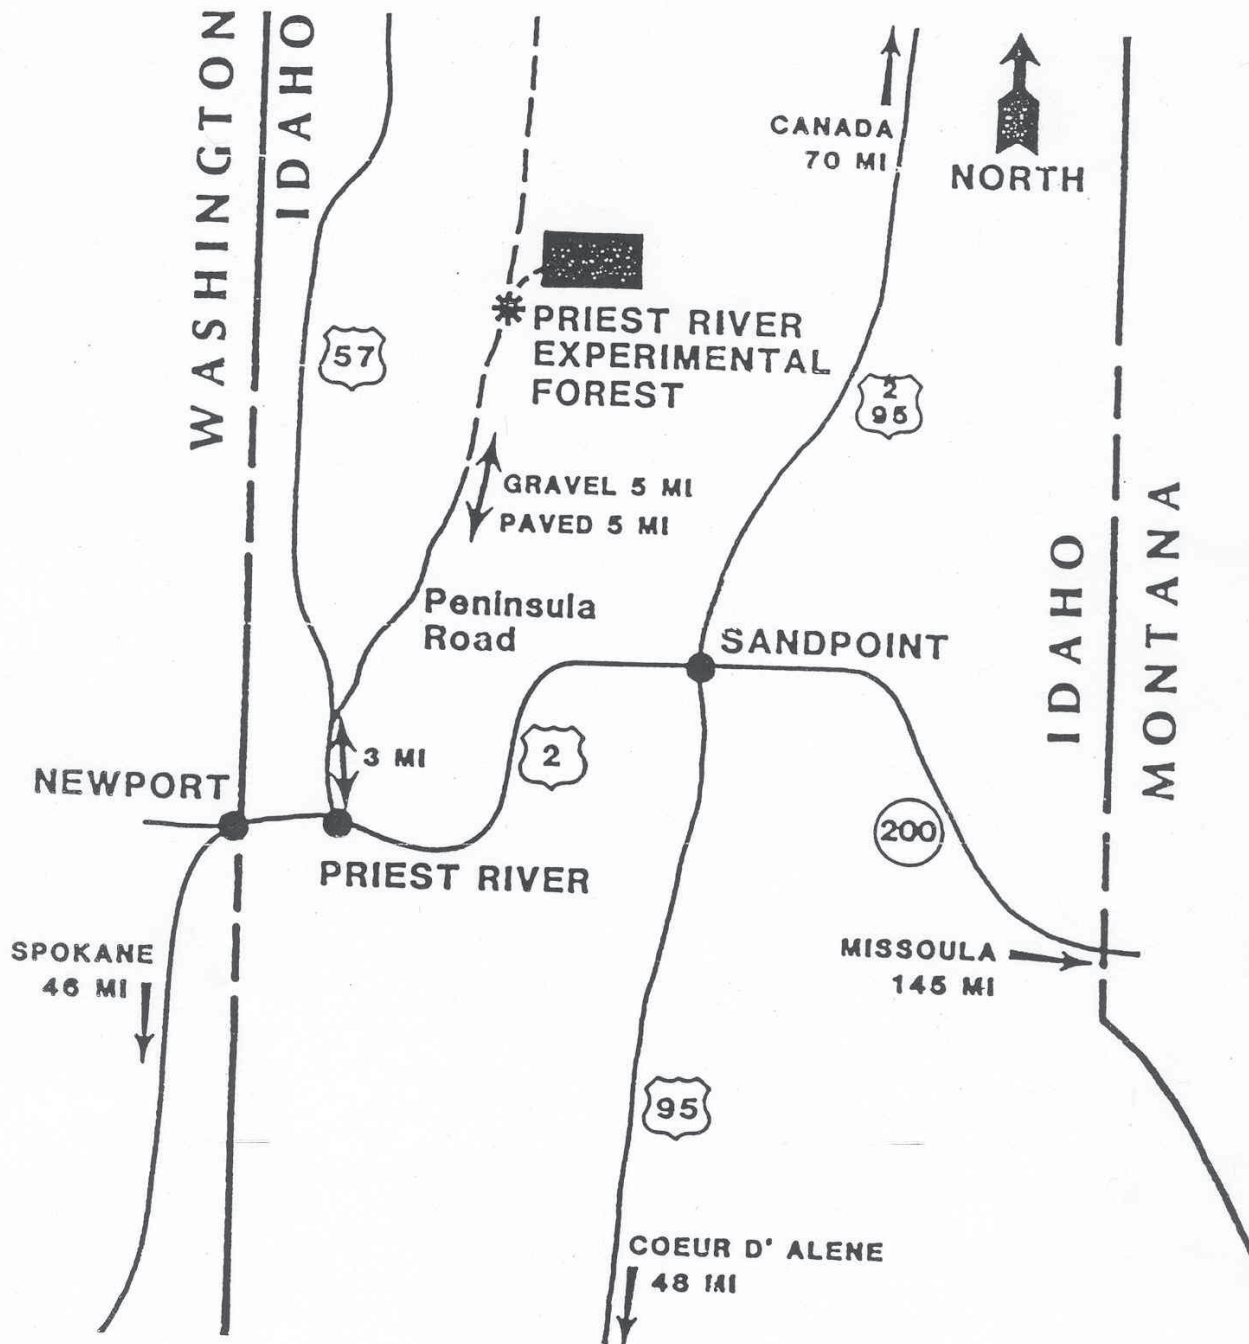 WASHINGTON
IDAHO
CANADA
70 MI
NORTH
57
PRIEST RIVER
EXPERIMENTAL
FOREST
2
95
GRAVEL 5 MI
PAVED 5 MI
Peninsula
Road
SANDPOINT
IDAHO
MONTANA
3 MI
2
NEWPORT
PRIEST RIVER
200
SPOKANE
46 MI
MISSOULA
145 MI
95
COEUR D' ALENE
48 MI